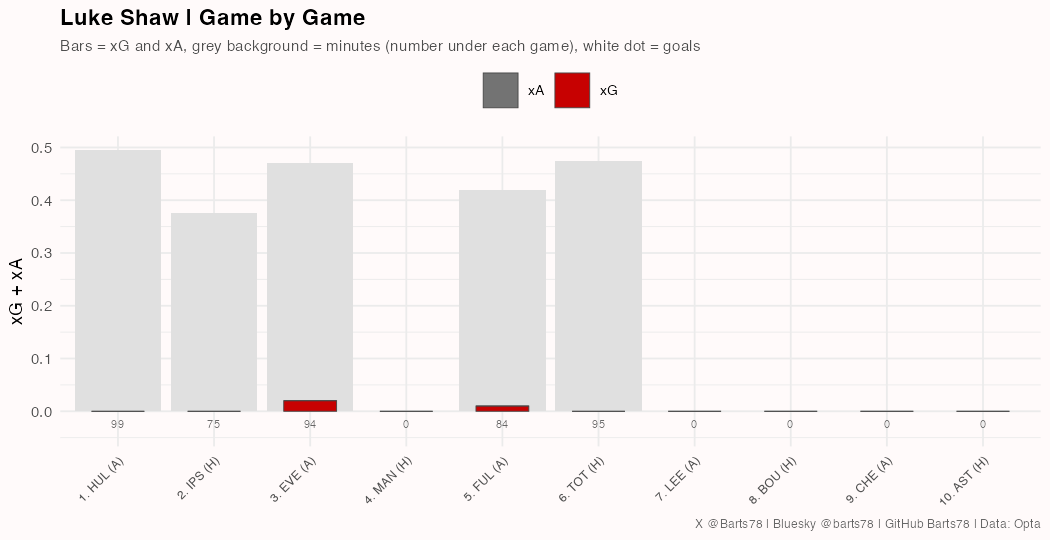 Luke Shaw | Game by Game
Bars = xG and xA, grey background = minutes (number under each game), white dot = goals
xA xG
xG + xA
0.5
0.4
0.3
0.2
0.1
0.0
99 75 94 0 84 95 0 0 0 0
1. HUL (A) 2. IPS (H) 3. EVE (A) 4. MAN (H) 5. FUL (A) 6. TOT (H) 7. LEE (A) 8. BOU (H) 9. CHE (A) 10. AST (H)
X @Barts78 | Bluesky @barts78 | GitHub Barts78 | Data: Opta